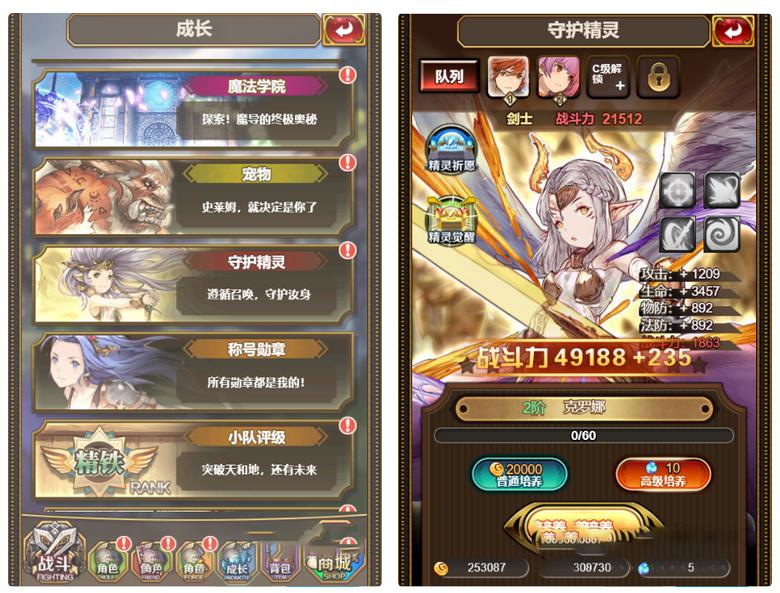 成长
魔法学院
探索！魔导的终极奥秘
宠物
史莱姆，就决定是你了
守护精灵
遵循召唤，守护汝身
称号勋章
所有勋章都是我的！
小队评级
突破天和地，还有未来
精铁
RANK
战斗
FIGHTING
角色
ROLE
角色
FRIEND
角色
FORCE
成长
PROMOTE
背包
ITEM
商城
SHOP
守护精灵
队列
C级解锁
+
剑士 战斗力 21512
精灵祈愿
精灵觉醒
攻击：+1209
生命：+3457
物防：+892
法防：+892
1863
战斗力 49188 +235
2阶 克罗娜
0/60
20000
普通培养
10
高级培养
253087
309730
5